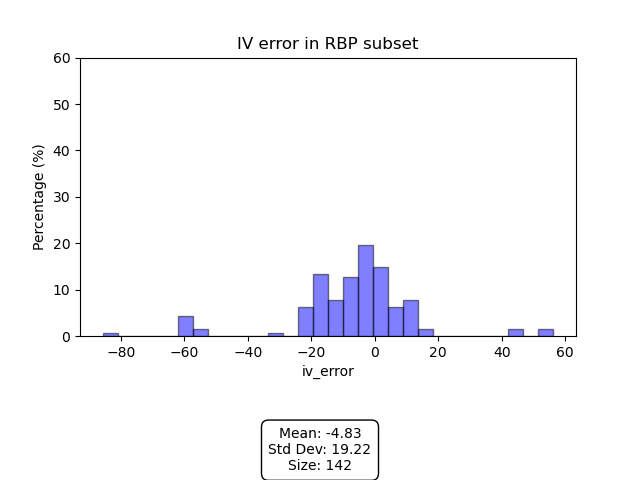 IV error in RBP subset
60
50
40
30
20
10
0
Percentage (%)
−80
−60
−40
−20
0
20
40
60
iv_error
Mean: -4.83
Std Dev: 19.22
Size: 142